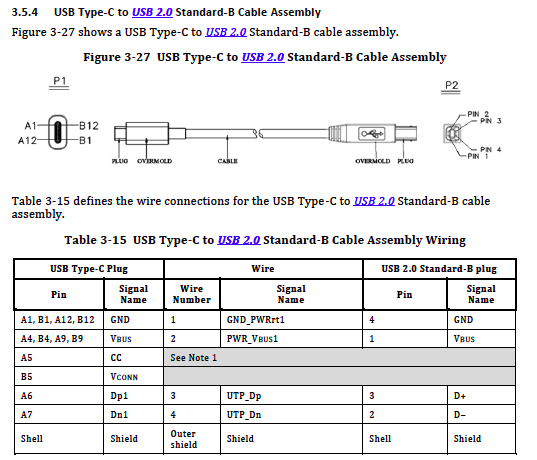 3.5.4 USB Type-C to USB 2.0 Standard-B Cable Assembly
Figure 3-27 shows a USB Type-C to USB 2.0 Standard-B cable assembly.
Figure 3-27 USB Type-C to USB 2.0 Standard-B Cable Assembly
P1
P2
A1
B12
A12
B1
PLUG OVERMOLD CABLE OVERMOLD PLUG
PIN 2
PIN 3
PIN 4
PIN 1
Table 3-15 defines the wire connections for the USB Type-C to USB 2.0 Standard-B cable
assembly.
Table 3-15 USB Type-C to USB 2.0 Standard-B Cable Assembly Wiring
USB Type-C Plug Wire USB 2.0 Standard-B plug
Pin Signal Name Wire Number Signal Name Pin Signal Name
A1, B1, A12, B12 GND 1 GND_PWRrt1 4 GND
A4, B4, A9, B9 VBUS 2 PWR_VBUS1 1 VBUS
A5 CC See Note 1
B5 VCONN
A6 Dp1 3 UTP_Dp 3 D+
A7 Dn1 4 UTP_Dn 2 D–
Shell Shield Outer shield Shield Shell Shield